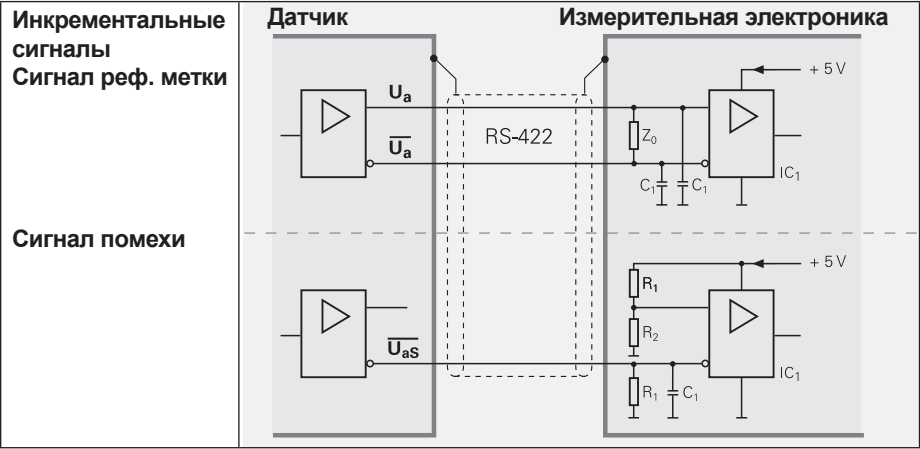 Инкрементальные
сигналы
Сигнал реф. метки
Датчик
Измерительная электроника
+ 5 V
Ua
RS-422
Z0
Ua
C1
C1
IC1
Сигнал помехи
+ 5 V
R1
R2
UaS
R1
C1
IC1